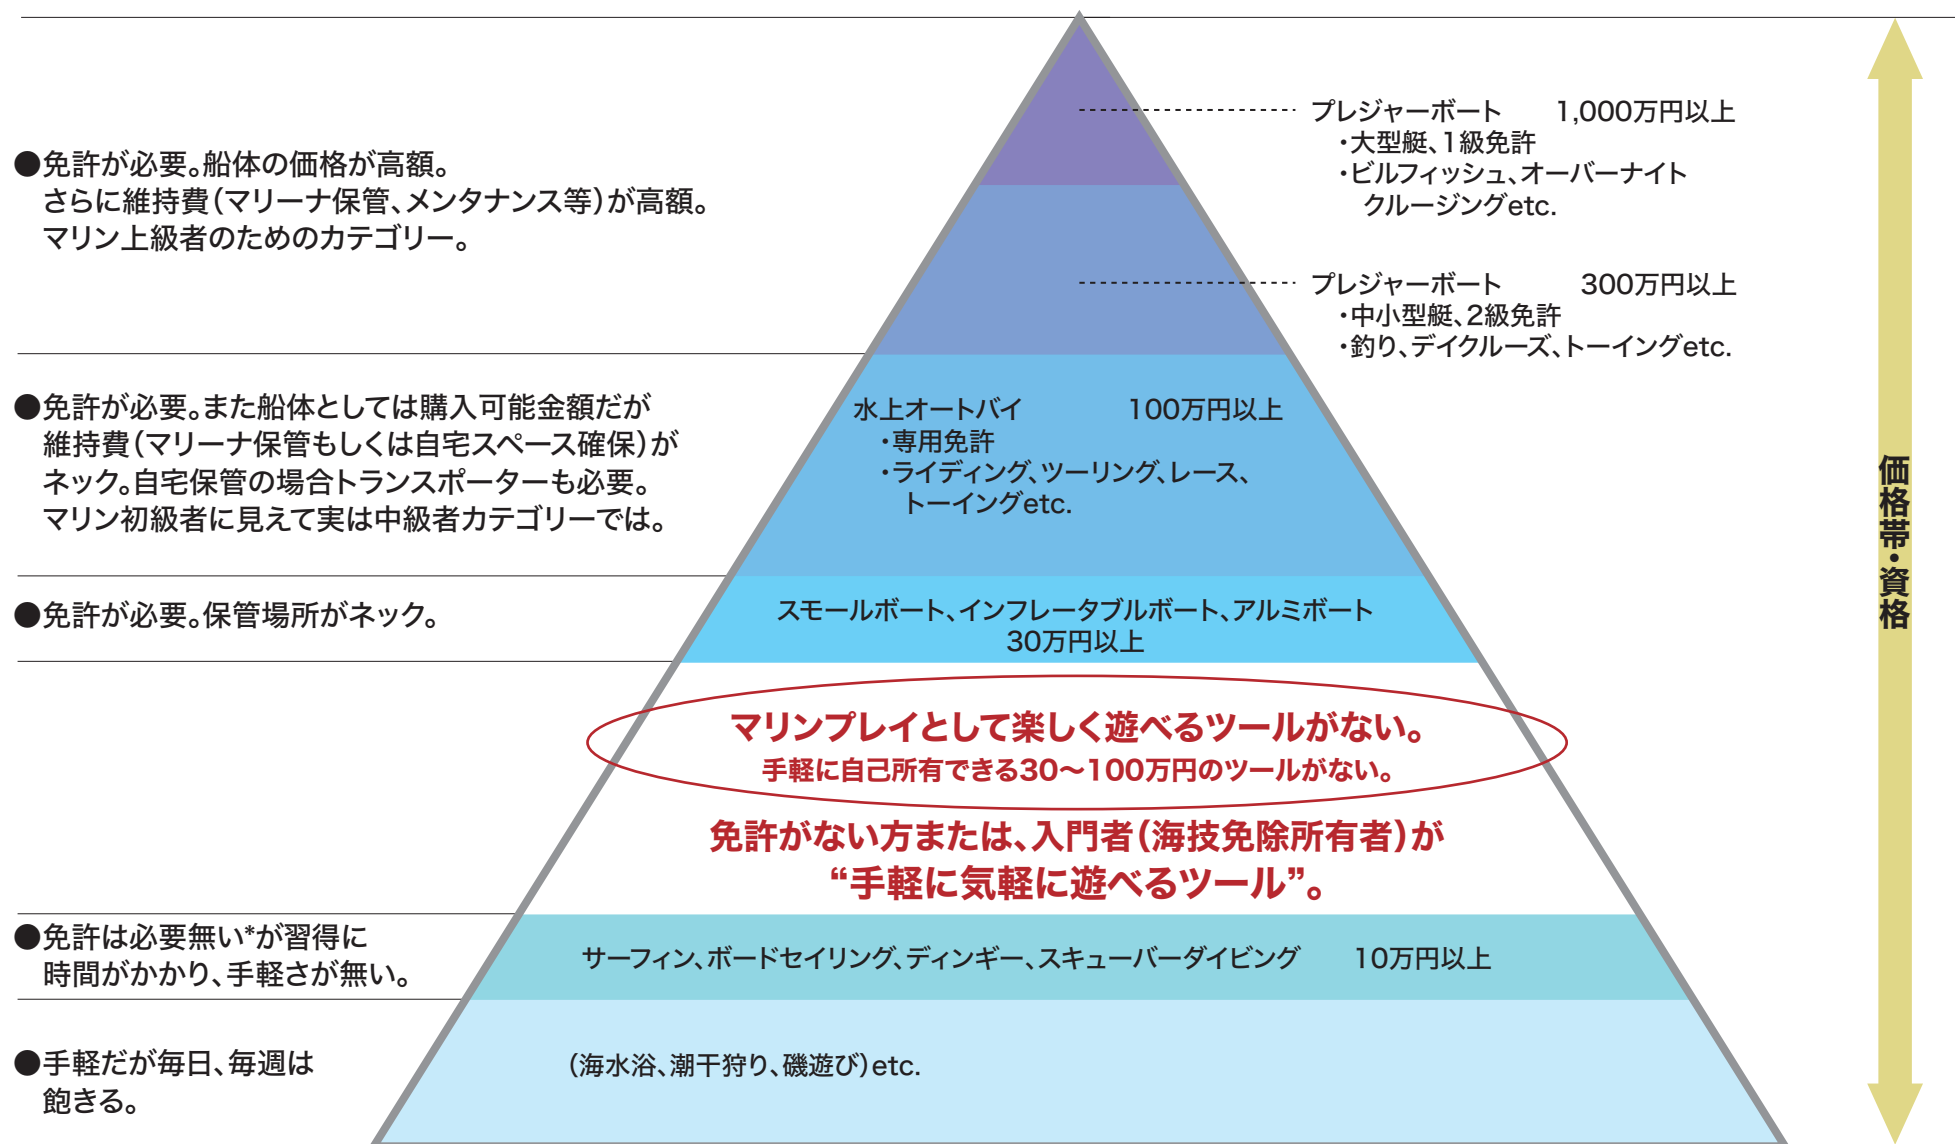 ●免許が必要。船体の価格が高額。
さらに維持費(マリーナ保管、メンタナンス等)が高額。
マリン上級者のためのカテゴリー。
プレジャーボート 1,000万円以上
・大型艇、1級免許
・ビルフィッシュ、オーバーナイト
クルージングetc.
プレジャーボート 300万円以上
・中小型艇、2級免許
・釣り、デイクルーズ、トーイングetc.
●免許が必要。また船体としては購入可能金額だが
維持費(マリーナ保管もしくは自宅スペース確保)が
ネック。自宅保管の場合トランスポーターも必要。
マリン初級者に見えて実は中級者カテゴリーでは。
水上オートバイ 100万円以上
・専用免許
・ライディング、ツーリング、レース、
トーイングetc.
●免許が必要。保管場所がネック。
スモールボート、インフレータブルボート、アルミボート
30万円以上
マリンプレイとして楽しく遊べるツールがない。
手軽に自己所有できる30〜100万円のツールがない。
免許がない方または、入門者(海技免除所有者)が
“手軽に気軽に遊べるツール”。
●免許は必要無い*が習得に
時間がかかり、手軽さが無い。
サーフィン、ボードセイリング、ディンギー、スキューバーダイビング 10万円以上
●手軽だが毎日、毎週は
飽きる。
(海水浴、潮干狩り、磯遊び)etc.
価格帯・資格